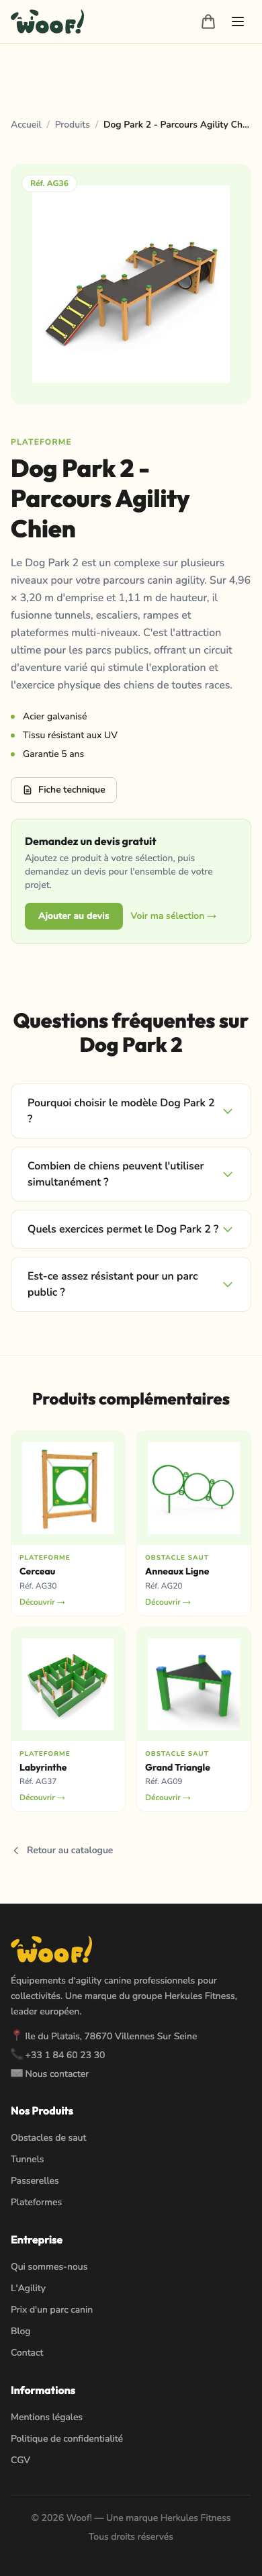 Woof!
Accueil / Produits / Dog Park 2 - Parcours Agility Ch...
Réf. AG36
PLATEFORME
Dog Park 2 -
Parcours Agility
Chien
Le Dog Park 2 est un complexe sur plusieurs
niveaux pour votre parcours canin agility. Sur 4,96
× 3,20 m d'emprise et 1,11 m de hauteur, il
fusionne tunnels, escaliers, rampes et
plateformes multi-niveaux. C'est l'attraction
ultime pour les parcs publics, offrant un circuit
d'aventure varié qui stimule l'exploration et
l'exercice physique des chiens de toutes races.
Acier galvanisé
Tissu résistant aux UV
Garantie 5 ans
Fiche technique
Demandez un devis gratuit
Ajoutez ce produit à votre sélection, puis
demandez un devis pour l'ensemble de votre
projet.
Ajouter au devis
Voir ma sélection →
Questions fréquentes sur
Dog Park 2
Pourquoi choisir le modèle Dog Park 2
?
Combien de chiens peuvent l'utiliser
simultanément ?
Quels exercices permet le Dog Park 2 ?
Est-ce assez résistant pour un parc
public ?
Produits complémentaires
PLATEFORME
Cerceau
Réf. AG30
Découvrir →
OBSTACLE SAUT
Anneaux Ligne
Réf. AG20
Découvrir →
PLATEFORME
Labyrinthe
Réf. AG37
Découvrir →
OBSTACLE SAUT
Grand Triangle
Réf. AG09
Découvrir →
Retour au catalogue
Woof!
Équipements d'agility canine professionnels pour
collectivités. Une marque du groupe Herkules Fitness,
leader européen.
Ile du Platais, 78670 Villennes Sur Seine
+33 1 84 60 23 30
Nous contacter
Nos Produits
Obstacles de saut
Tunnels
Passerelles
Plateformes
Entreprise
Qui sommes-nous
L'Agility
Prix d'un parc canin
Blog
Contact
Informations
Mentions légales
Politique de confidentialité
CGV
© 2026 Woof! — Une marque Herkules Fitness
Tous droits réservés